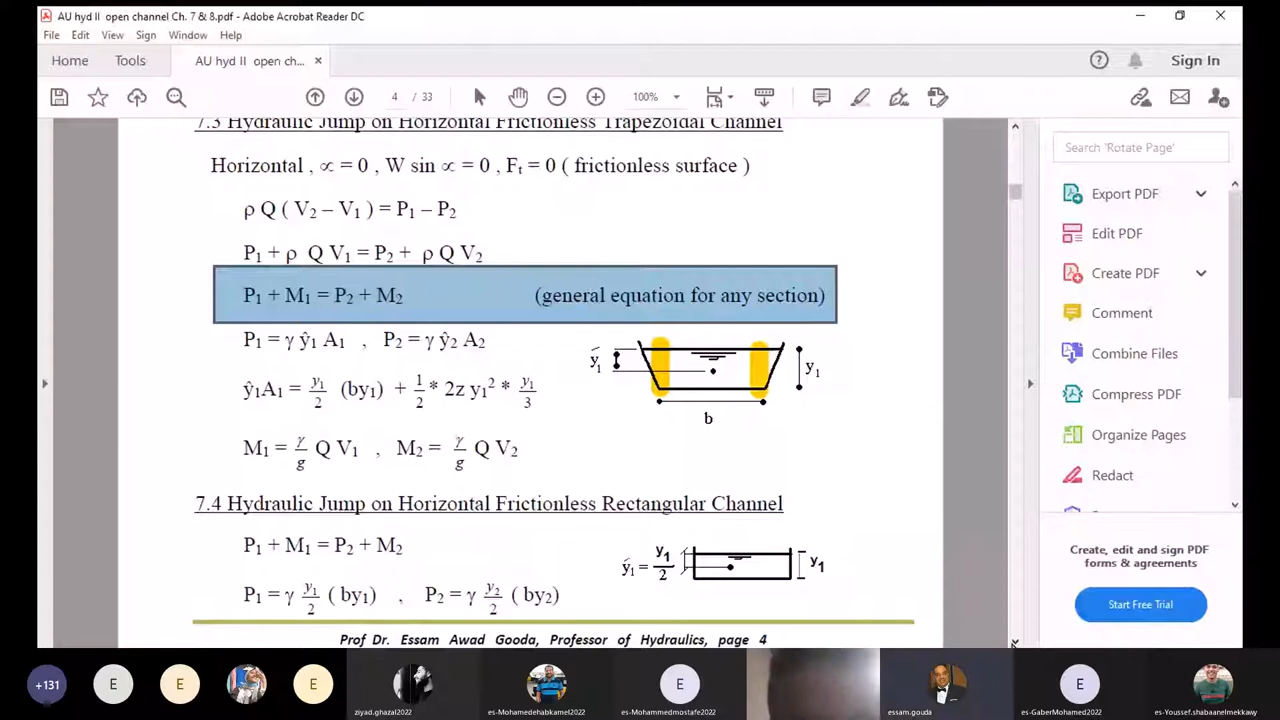 AU hyd II open channel Ch. 7 & 8.pdf - Adobe Acrobat Reader DC
File Edit View Sign Window Help
Home Tools AU hyd II open ch... × Sign In
4 / 33 100%
7.3 Hydraulic Jump on Horizontal Frictionless Trapezoidal Channel
Horizontal , ∝ = 0 , W sin ∝ = 0 , Ft = 0 ( frictionless surface )
ρ Q ( V2 – V1 ) = P1 – P2
P1 + ρ Q V1 = P2 + ρ Q V2
P1 + M1 = P2 + M2 (general equation for any section)
P1 = γ ŷ1 A1 , P2 = γ ŷ2 A2
ŷ1A1 = y1/2 (by1) + 1/2 * 2z y1² * y1/3
M1 = γ/g Q V1 , M2 = γ/g Q V2
ý1
y1
b
7.4 Hydraulic Jump on Horizontal Frictionless Rectangular Channel
P1 + M1 = P2 + M2
P1 = γ y1/2 ( by1) , P2 = γ y2/2 ( by2)
ý1 = y1/2
y1
Prof Dr. Essam Awad Gooda, Professor of Hydraulics, page 4
Search 'Rotate Page'
Export PDF
Edit PDF
Create PDF
Comment
Combine Files
Compress PDF
Organize Pages
Redact
Create, edit and sign PDF
forms & agreements
Start Free Trial
+131 E E E E E
ziyad.ghazal2022 es-Mohamedehabkamel2022 es-Mohammedmostafe2022 essam.gouda es-GaberMohamed2022 es-Youssef.shabaanelmekkawy